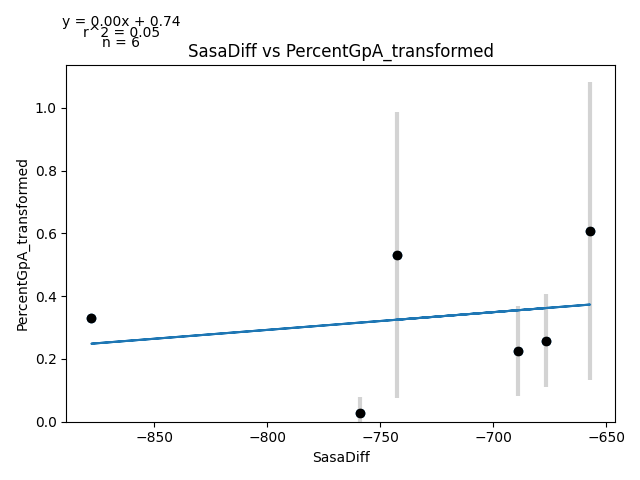 y = 0.00x + 0.74
r^2 = 0.05
n = 6
SasaDiff vs PercentGpA_transformed
1.0
0.8
0.6
0.4
0.2
0.0
PercentGpA_transformed
−850
−800
−750
−700
−650
SasaDiff